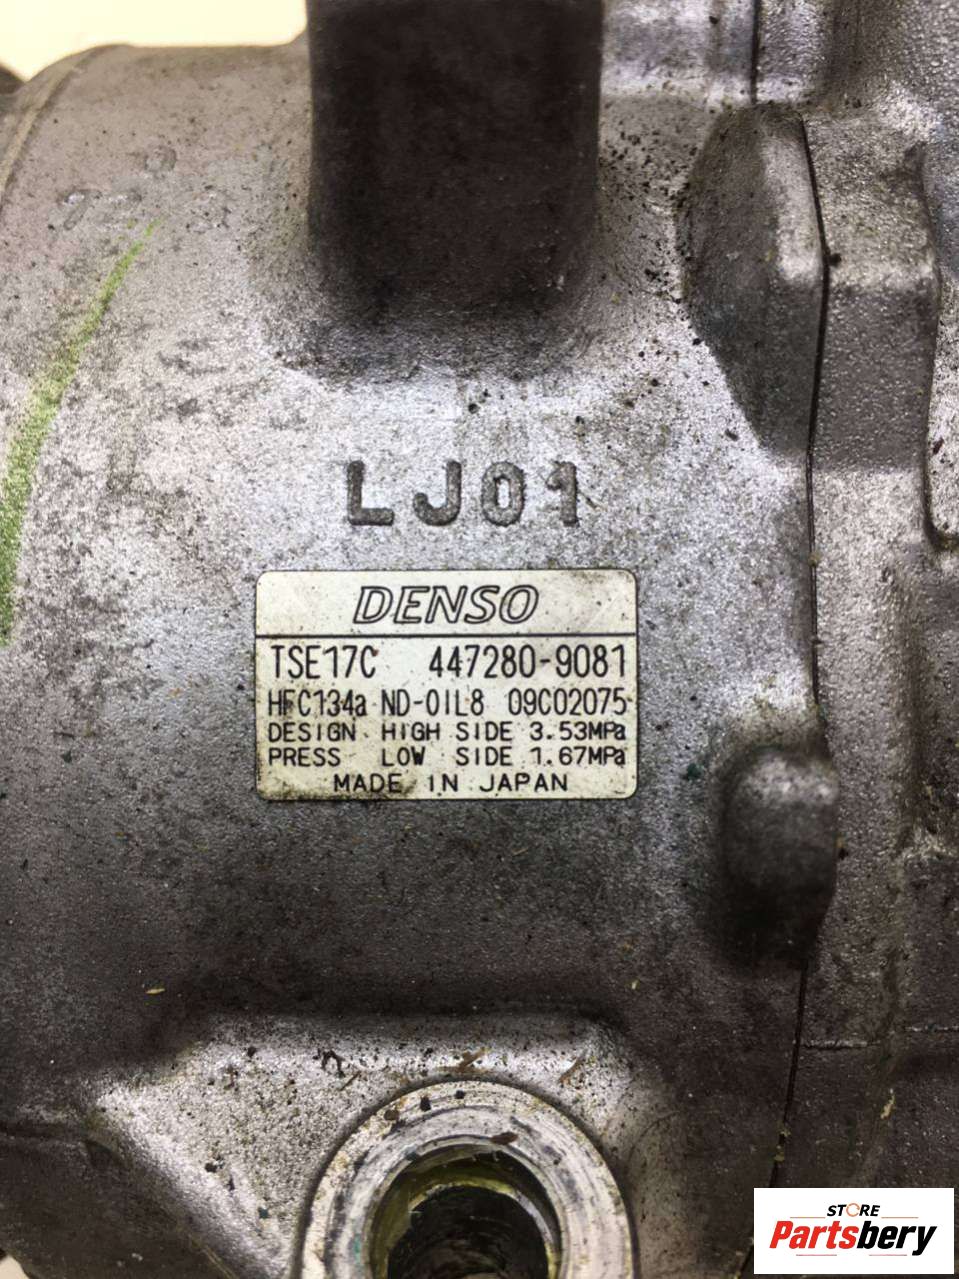 LJ01
DENSO
TSE17C 447280-9081
HFC134a ND-OIL8 09C02075
DESIGN HIGH SIDE 3.53MPa
PRESS LOW SIDE 1.67MPa
MADE IN JAPAN
STORE
Partsbery